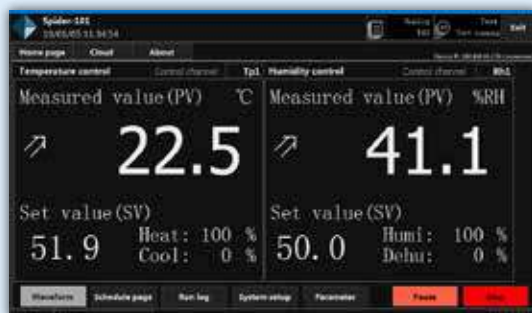 Spider-101
Exit
Home page Cloud About
Temperature control Control channel Tp1 Humidity control Control channel Rh1
Measured value(PV) ℃ Measured value(PV) %RH
22.5 41.1
Set value(SV) Set value(SV)
51.9 Heat: 100 % 50.0 Humi: 100 %
Cool: 0 % Dehu: 0 %
Waveform Schedule page Run log System setup Parameter Pause Stop